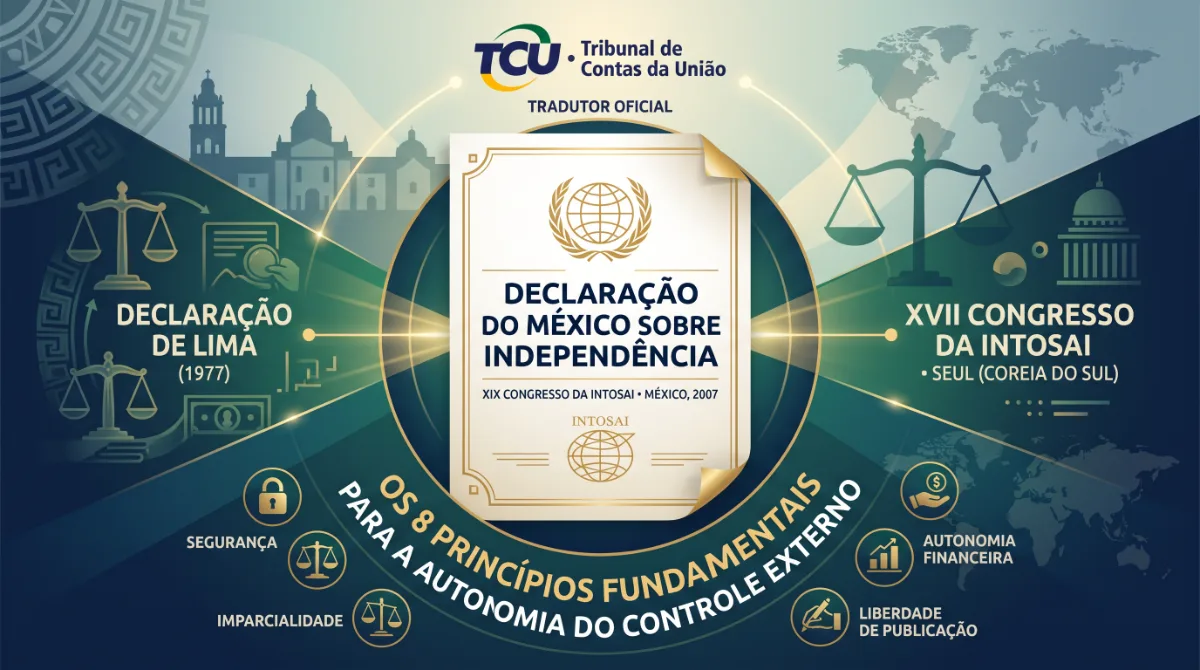 TCU • Tribunal de
Contas da União
TRADUTOR OFICIAL
DECLARAÇÃO
DE LIMA
(1977)
DECLARAÇÃO
DO MÉXICO SOBRE
INDEPENDÊNCIA
XIX CONGRESSO DA INTOSAI • MÉXICO, 2007
INTOSAI
XVII CONGRESSO
DA INTOSAI
• SEUL (COREIA DO SUL)
OS 8 PRINCÍPIOS FUNDAMENTAIS
PARA A AUTONOMIA DO CONTROLE EXTERNO
SEGURANÇA
IMPARCIALIDADE
AUTONOMIA
FINANCEIRA
LIBERDADE
DE PUBLICAÇÃO